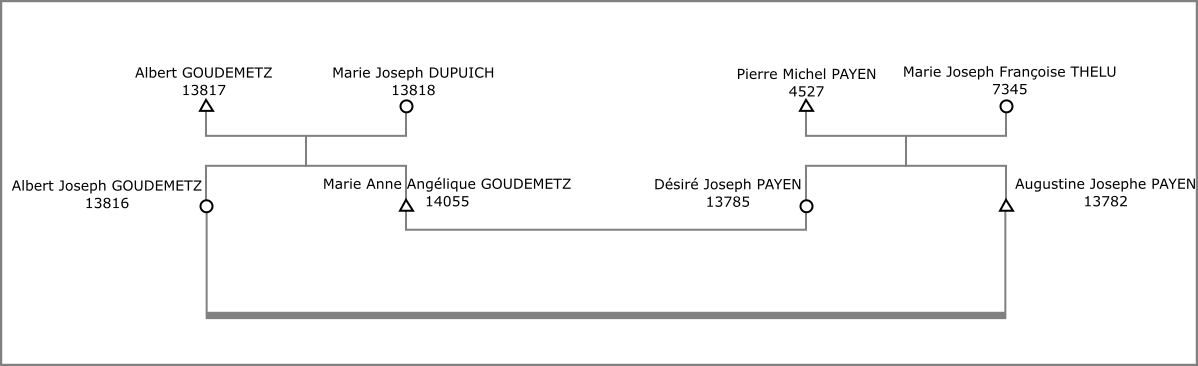 Albert GOUDEMETZ
13817
Marie Joseph DUPUICH
13818
Pierre Michel PAYEN
4527
Marie Joseph Françoise THELU
7345
Albert Joseph GOUDEMETZ
13816
Marie Anne Angélique GOUDEMETZ
14055
Désiré Joseph PAYEN
13785
Augustine Josephe PAYEN
13782